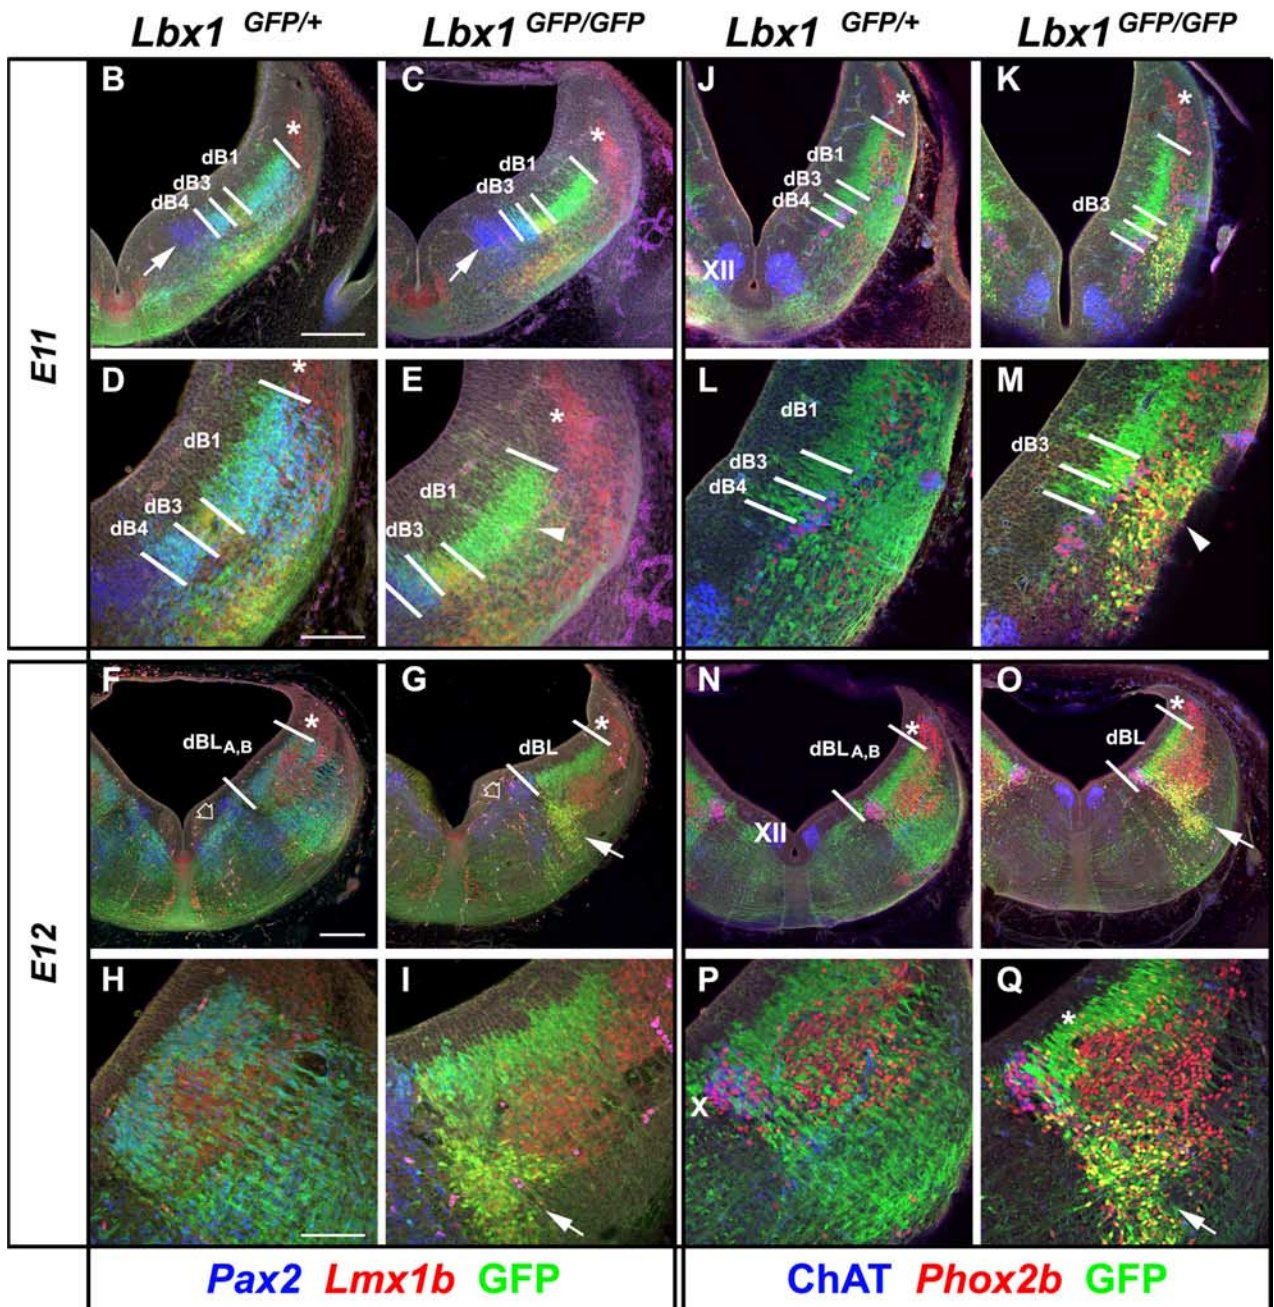 Lbx1 GFP/+ Lbx1 GFP/GFP Lbx1 GFP/+ Lbx1 GFP/GFP
E11
B C J K
* * * *
dB1 dB1 dB1
dB3 dB3 dB3 dB3
dB4 dB4
XII
D E L M
* *
dB1 dB1 dB1
dB3 dB3 dB3 dB3
dB4 dB4
E12
F G N O
* * * *
dBLA,B dBL dBLA,B dBL
XII
H I P Q
*
X
Pax2 Lmx1b GFP ChAT Phox2b GFP